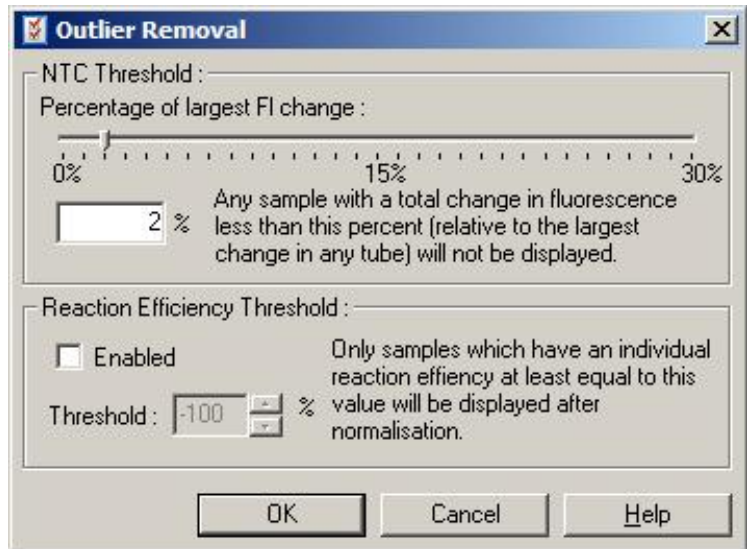 Outlier Removal
NTC Threshold :
Percentage of largest Fl change :
0% 15% 30%
2 %
Any sample with a total change in fluorescence
less than this percent (relative to the largest
change in any tube) will not be displayed.
Reaction Efficiency Threshold :
Enabled
Threshold : -100 %
Only samples which have an individual
reaction effiency at least equal to this
value will be displayed after
normalisation.
OK Cancel Help